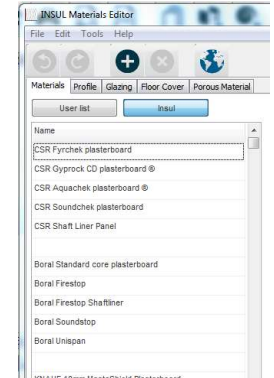 INSUL Materials Editor
File Edit Tools Help
Materials Profile Glazing Floor Cover Porous Material
User list Insul
Name
CSR Fyrchek plasterboard
CSR Gyprock CD plasterboard ®
CSR Aquachek plasterboard ®
CSR Soundchek plasterboard
CSR Shaft Liner Panel
Boral Standard core plasterboard
Boral Firestop
Boral Firestop Shaftliner
Boral Soundstop
Boral Unispan